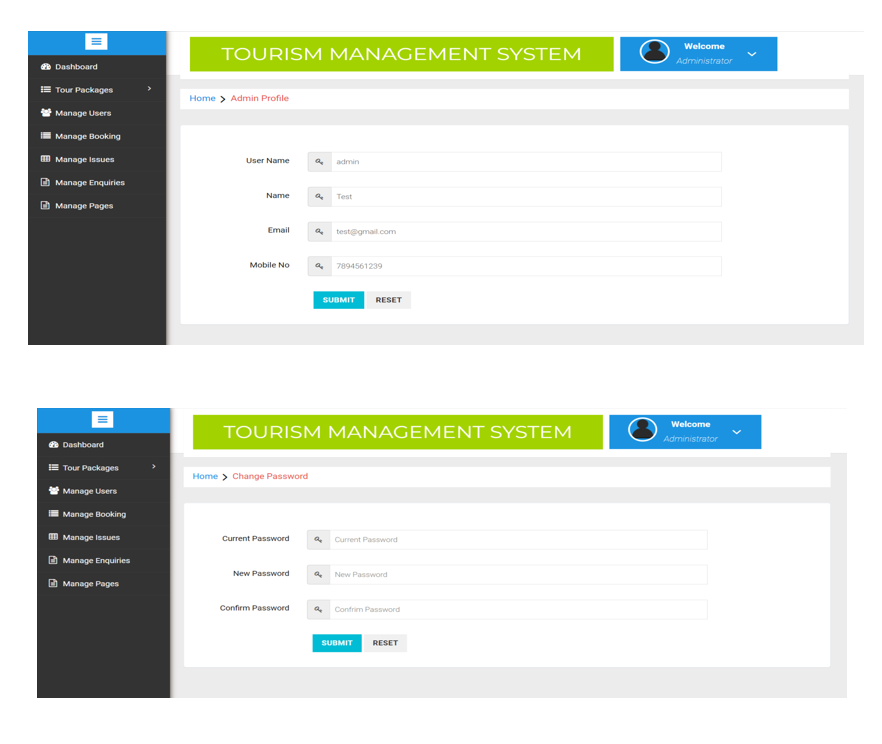 TOURISM MANAGEMENT SYSTEM
Welcome
Administrator
Dashboard
Tour Packages
Manage Users
Manage Booking
Manage Issues
Manage Enquiries
Manage Pages
Home > Admin Profile
User Name admin
Name Test
Email test@gmail.com
Mobile No 7894561239
SUBMIT RESET
TOURISM MANAGEMENT SYSTEM
Welcome
Administrator
Dashboard
Tour Packages
Manage Users
Manage Booking
Manage Issues
Manage Enquiries
Manage Pages
Home > Change Password
Current Password Current Password
New Password New Password
Confirm Password Confrim Password
SUBMIT RESET